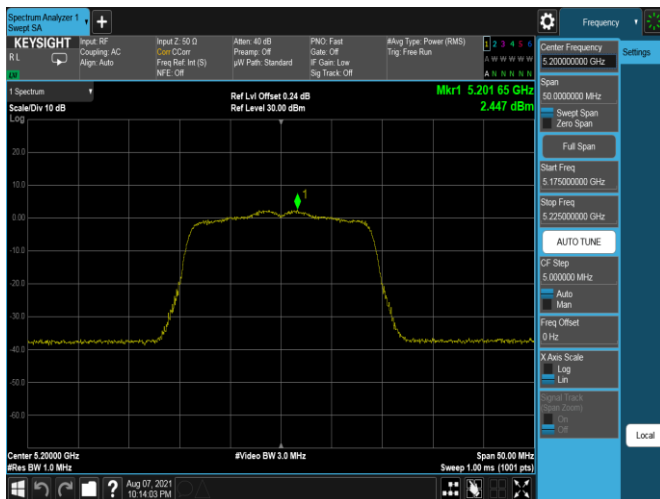 Spectrum Analyzer 1
Swept SA
Frequency
KEYSIGHT
R L
Input: RF
Coupling: AC
Align: Auto
Input Z: 50 Ω
Corr CCorr
Freq Ref: Int (S)
NFE: Off
Atten: 40 dB
Preamp: Off
µW Path: Standard
PNO: Fast
Gate: Off
IF Gain: Low
Sig Track: Off
#Avg Type: Power (RMS)
Trig: Free Run
1 2 3 4 5 6
A W W W W W
A N N N N N
1 Spectrum
Scale/Div 10 dB
Log
Ref Lvl Offset 0.24 dB
Ref Level 30.00 dBm
Mkr1 5.201 65 GHz
2.447 dBm
1
20.0
10.0
0.00
-10.0
-20.0
-30.0
-40.0
-50.0
-60.0
Center 5.20000 GHz
#Res BW 1.0 MHz
#Video BW 3.0 MHz
Span 50.00 MHz
Sweep 1.00 ms (1001 pts)
Aug 07, 2021
10:14:03 PM
?
Center Frequency
5.200000000 GHz
Span
50.0000000 MHz
Swept Span
Zero Span
Full Span
Start Freq
5.175000000 GHz
Stop Freq
5.225000000 GHz
AUTO TUNE
CF Step
5.000000 MHz
Auto
Man
Freq Offset
0 Hz
X Axis Scale
Log
Lin
Signal Track
(Span Zoom)
On
Off
Settings
Local